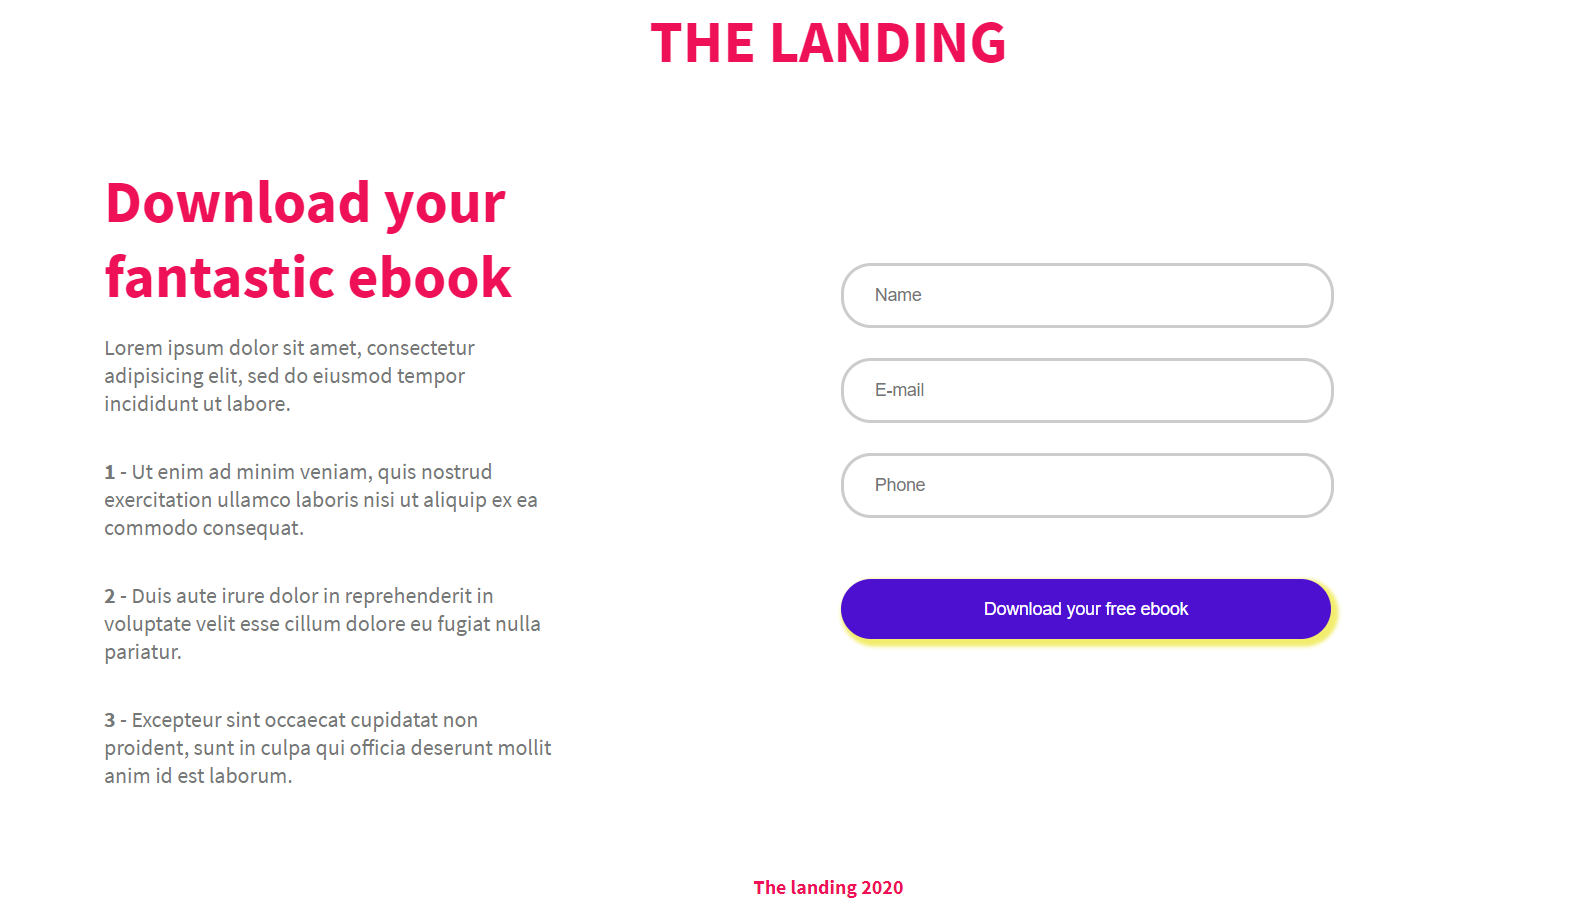 THE LANDING
Download your
fantastic ebook
Lorem ipsum dolor sit amet, consectetur
adipisicing elit, sed do eiusmod tempor
incididunt ut labore.
1 - Ut enim ad minim veniam, quis nostrud
exercitation ullamco laboris nisi ut aliquip ex ea
commodo consequat.
2 - Duis aute irure dolor in reprehenderit in
voluptate velit esse cillum dolore eu fugiat nulla
pariatur.
3 - Excepteur sint occaecat cupidatat non
proident, sunt in culpa qui officia deserunt mollit
anim id est laborum.
Name
E-mail
Phone
Download your free ebook
The landing 2020